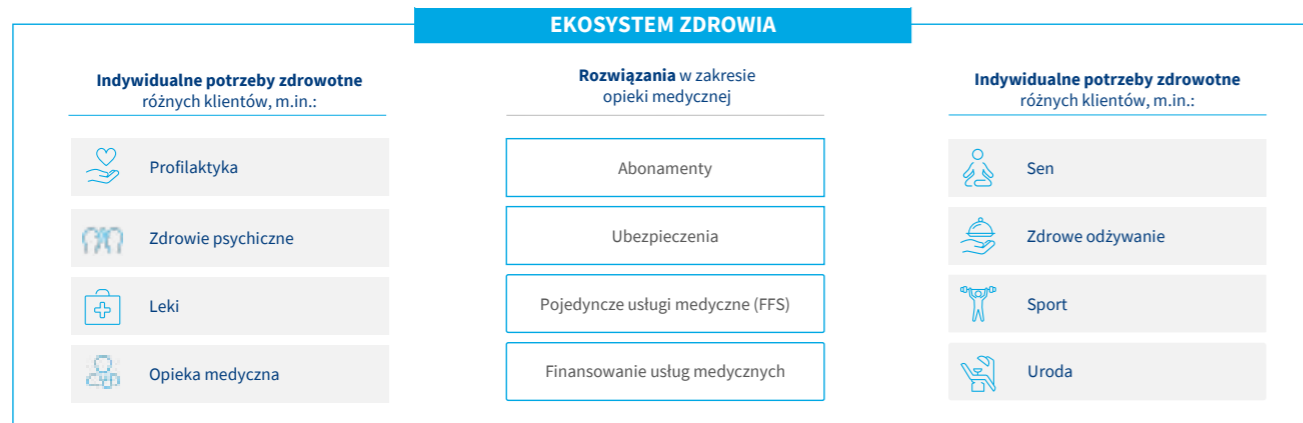 EKOSYSTEM ZDROWIA
Indywidualne potrzeby zdrowotne
różnych klientów, m.in.:
Profilaktyka
Zdrowie psychiczne
Leki
Opieka medyczna
Rozwiązania w zakresie
opieki medycznej
Abonamenty
Ubezpieczenia
Pojedyncze usługi medyczne (FFS)
Finansowanie usług medycznych
Indywidualne potrzeby zdrowotne
różnych klientów, m.in.:
Sen
Zdrowe odżywanie
Sport
Uroda